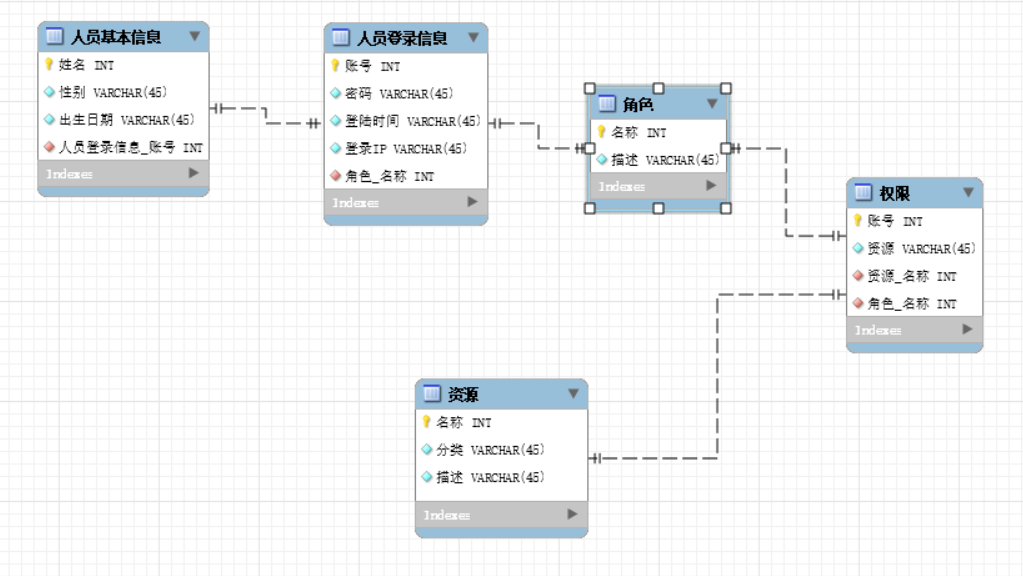 人员基本信息
姓名 INT
性别 VARCHAR(45)
出生日期 VARCHAR(45)
人员登录信息_账号 INT
Indexes
人员登录信息
账号 INT
密码 VARCHAR(45)
登陆时间 VARCHAR(45)
登录IP VARCHAR(45)
角色_名称 INT
Indexes
角色
名称 INT
描述 VARCHAR(45)
Indexes
权限
账号 INT
资源 VARCHAR(45)
资源_名称 INT
角色_名称 INT
Indexes
资源
名称 INT
分类 VARCHAR(45)
描述 VARCHAR(45)
Indexes